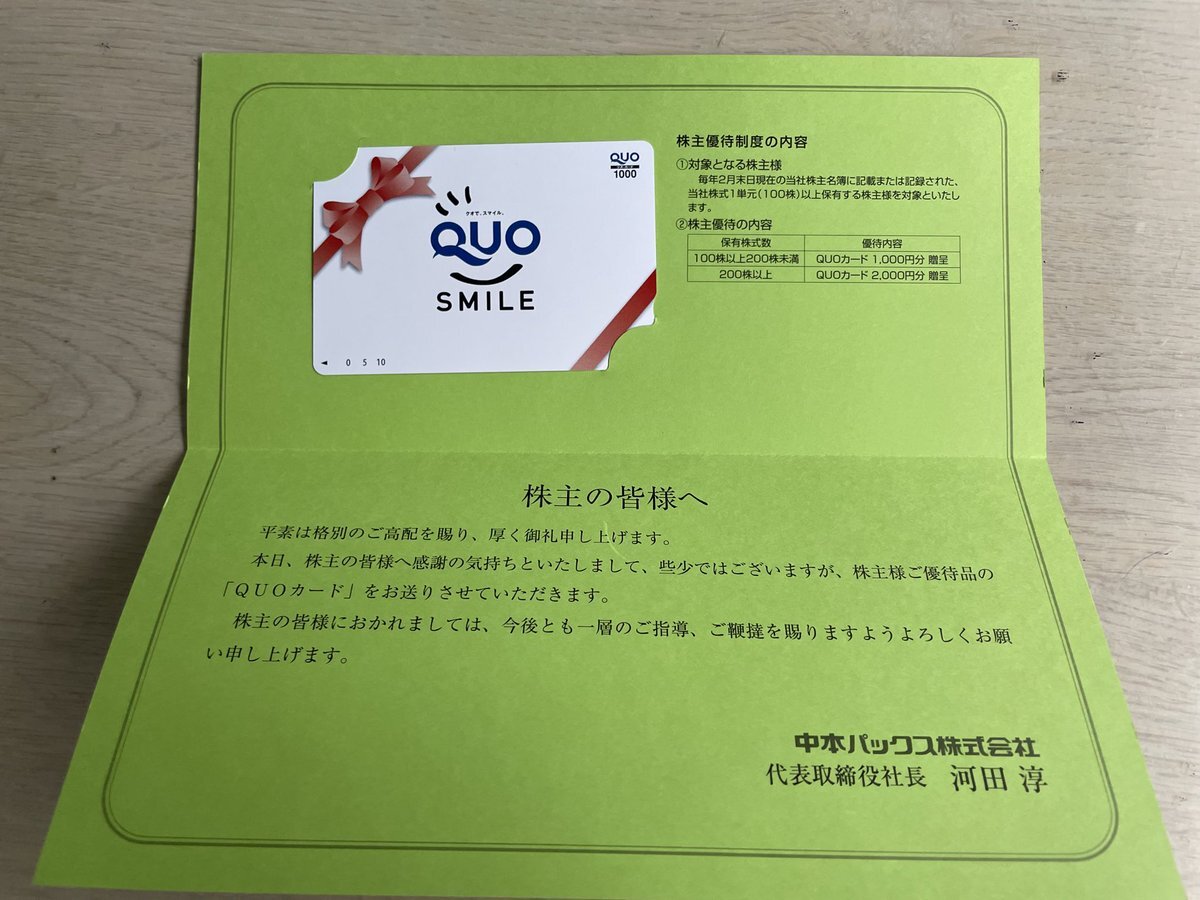 QUO
1000
クオで、スマイル。
QUO
SMILE
◄ 0 5 10
株主優待制度の内容
①対象となる株主様
毎年2月末日現在の当社株主名簿に記載または記録された、
当社株式1単元(100株)以上保有する株主様を対象といたし
ます。
②株主優待の内容
保有株式数 優待内容
100株以上200株未満 QUOカード 1,000円分 贈呈
200株以上 QUOカード 2,000円分 贈呈
株主の皆様へ
平素は格別のご高配を賜り、厚く御礼申し上げます。
本日、株主の皆様へ感謝の気持ちといたしまして、些少ではございますが、株主様ご優待品の
「QUOカード」をお送りさせていただきます。
株主の皆様におかれましては、今後とも一層のご指導、ご鞭撻を賜りますようよろしくお願
い申し上げます。
中本パックス株式会社
代表取締役社長 河田 淳